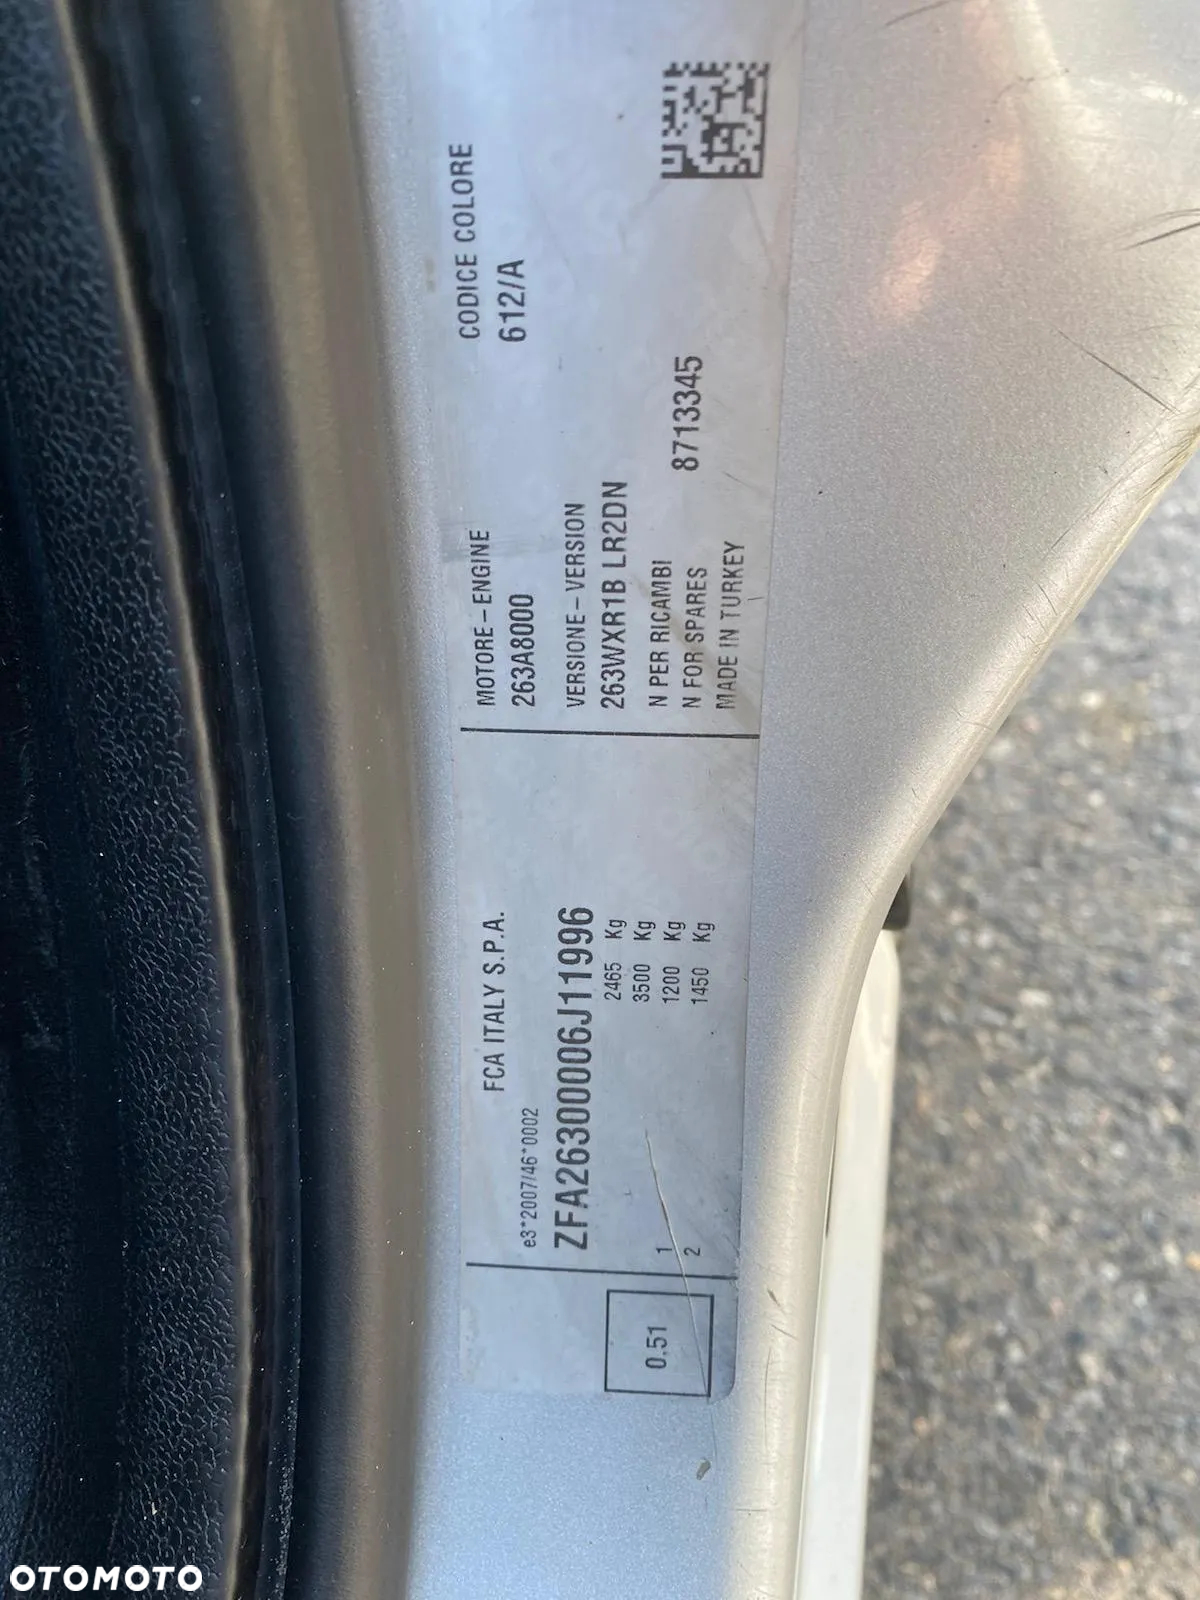 FCA ITALY S.P.A.
e3*2007/46*0002
ZFA26300006J11996
2465 Kg
3500 Kg
1 1200 Kg
2 1450 Kg
0.51
MOTORE - ENGINE
263A8000
CODICE COLORE
612/A
VERSIONE - VERSION
263WXR1B LR2DN
N PER RICAMBI
N FOR SPARES 8713345
MADE IN TURKEY
OTOMOTO